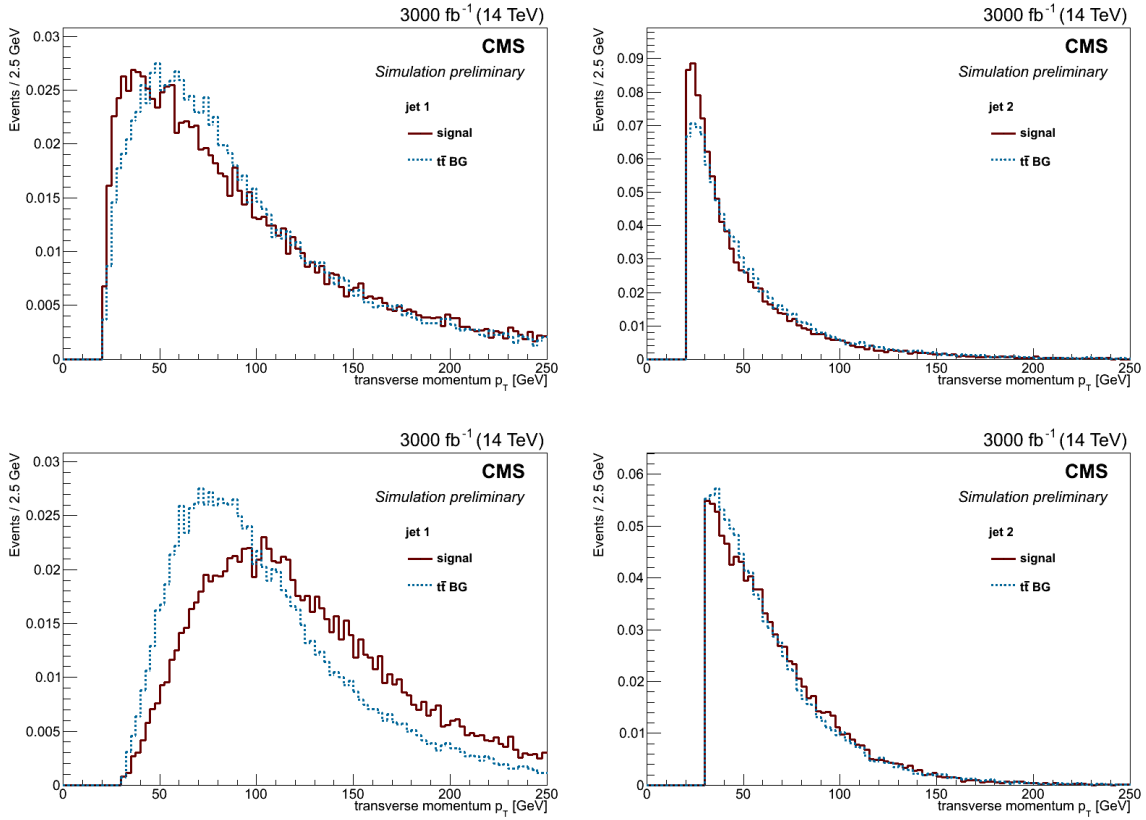 3000 fb⁻¹ (14 TeV)
Events / 2.5 GeV
0.03
0.025
0.02
0.015
0.01
0.005
0
CMS
Simulation preliminary
jet 1
signal
tt̄ BG
0 50 100 150 200 250
transverse momentum p_T [GeV]
3000 fb⁻¹ (14 TeV)
Events / 2.5 GeV
0.09
0.08
0.07
0.06
0.05
0.04
0.03
0.02
0.01
0
CMS
Simulation preliminary
jet 2
signal
tt̄ BG
0 50 100 150 200 250
transverse momentum p_T [GeV]
3000 fb⁻¹ (14 TeV)
Events / 2.5 GeV
0.03
0.025
0.02
0.015
0.01
0.005
0
CMS
Simulation preliminary
jet 1
signal
tt̄ BG
0 50 100 150 200 250
transverse momentum p_T [GeV]
3000 fb⁻¹ (14 TeV)
Events / 2.5 GeV
0.06
0.05
0.04
0.03
0.02
0.01
0
CMS
Simulation preliminary
jet 2
signal
tt̄ BG
0 50 100 150 200 250
transverse momentum p_T [GeV]